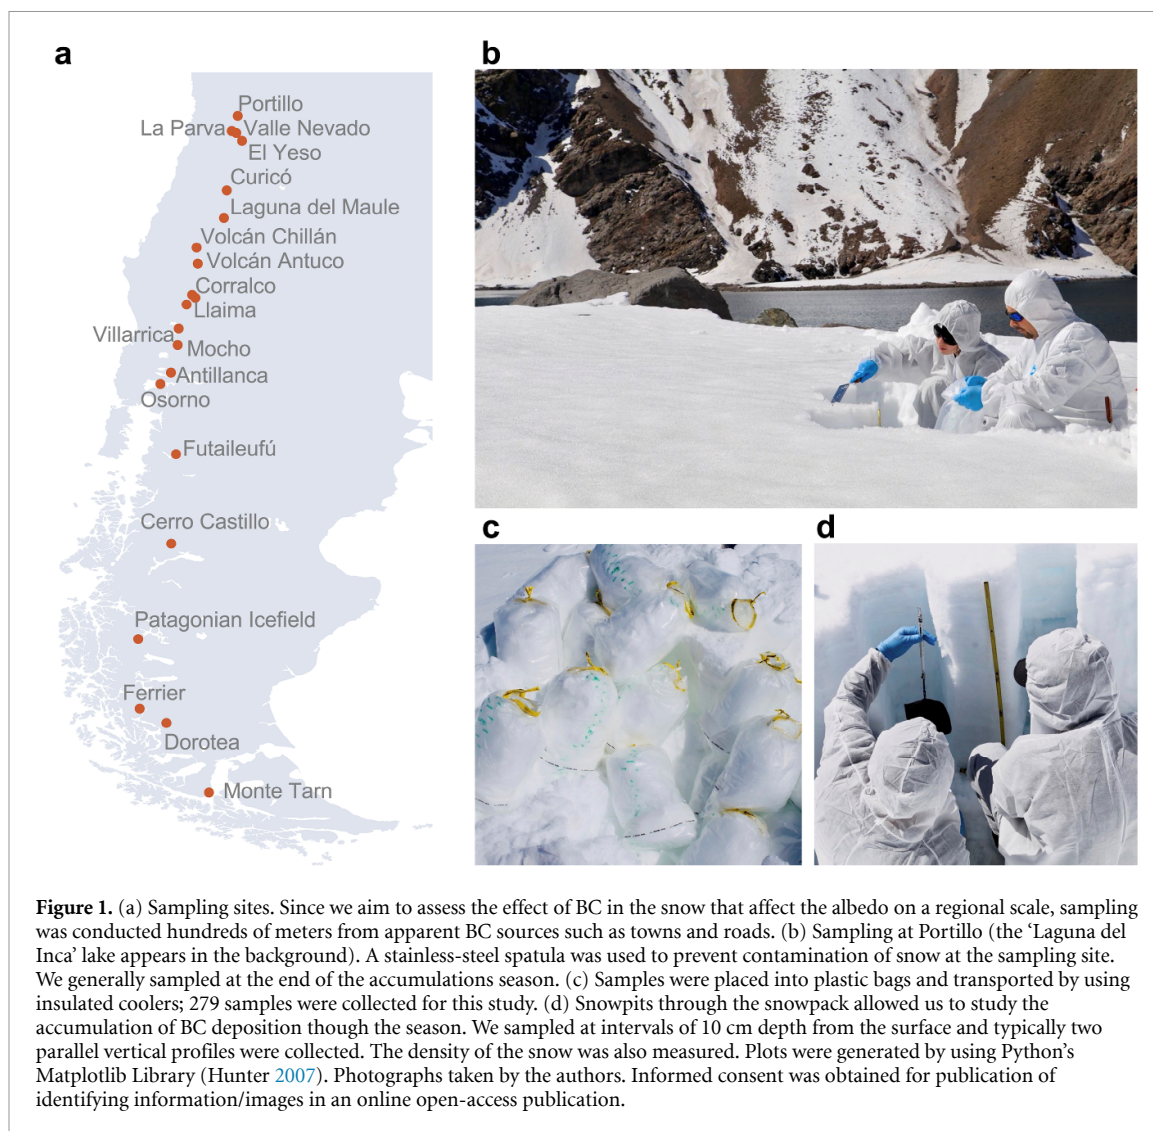 a
Portillo
La Parva
Valle Nevado
El Yeso
Curicó
Laguna del Maule
Volcán Chillán
Volcán Antuco
Corralco
Llaima
Villarrica
Mocho
Antillanca
Osorno
Futaileufú
Cerro Castillo
Patagonian Icefield
Ferrier
Dorotea
Monte Tarn
b
c
d
Figure 1. (a) Sampling sites. Since we aim to assess the effect of BC in the snow that affect the albedo on a regional scale, sampling
was conducted hundreds of meters from apparent BC sources such as towns and roads. (b) Sampling at Portillo (the ‘Laguna del
Inca’ lake appears in the background). A stainless-steel spatula was used to prevent contamination of snow at the sampling site.
We generally sampled at the end of the accumulations season. (c) Samples were placed into plastic bags and transported by using
insulated coolers; 279 samples were collected for this study. (d) Snowpits through the snowpack allowed us to study the
accumulation of BC deposition though the season. We sampled at intervals of 10 cm depth from the surface and typically two
parallel vertical profiles were collected. The density of the snow was also measured. Plots were generated by using Python’s
Matplotlib Library (Hunter 2007). Photographs taken by the authors. Informed consent was obtained for publication of
identifying information/images in an online open-access publication.